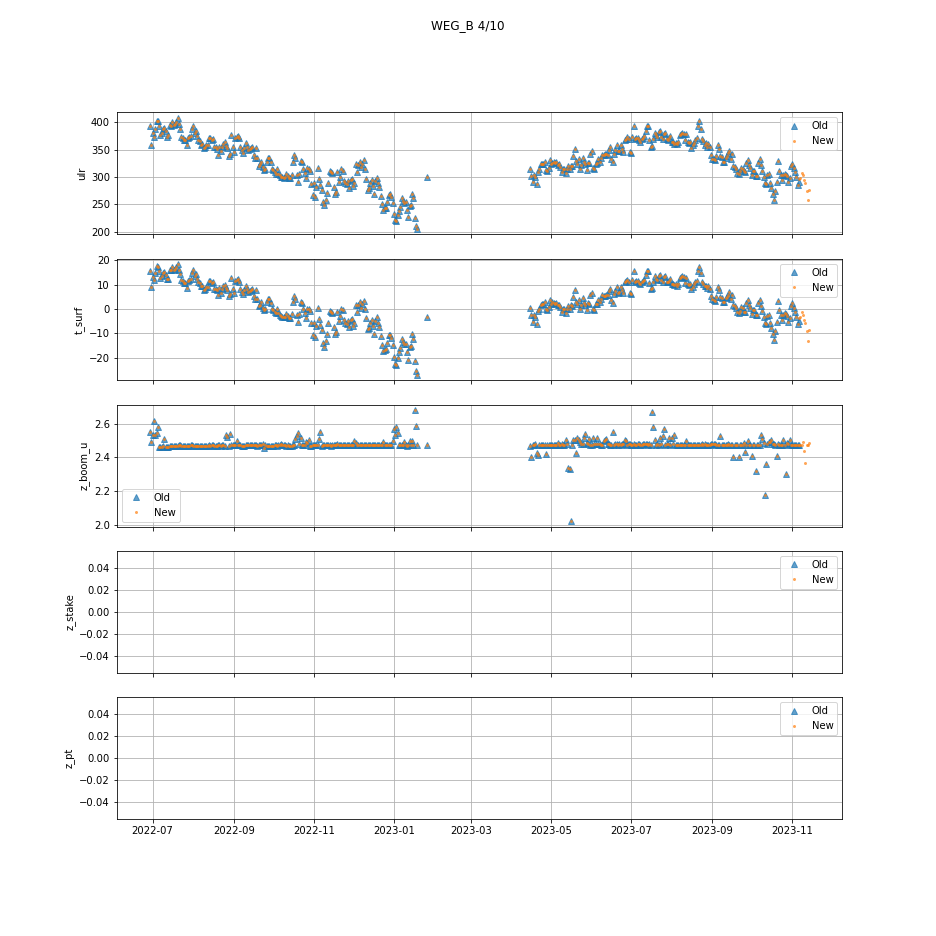 WEG_B 4/10
400
350
300
250
200
ulr
Old
New
20
10
0
−10
−20
t_surf
Old
New
2.6
2.4
2.2
2.0
z_boom_u
Old
New
0.04
0.02
0.00
−0.02
−0.04
z_stake
Old
New
0.04
0.02
0.00
−0.02
−0.04
z_pt
Old
New
2022-07 2022-09 2022-11 2023-01 2023-03 2023-05 2023-07 2023-09 2023-11